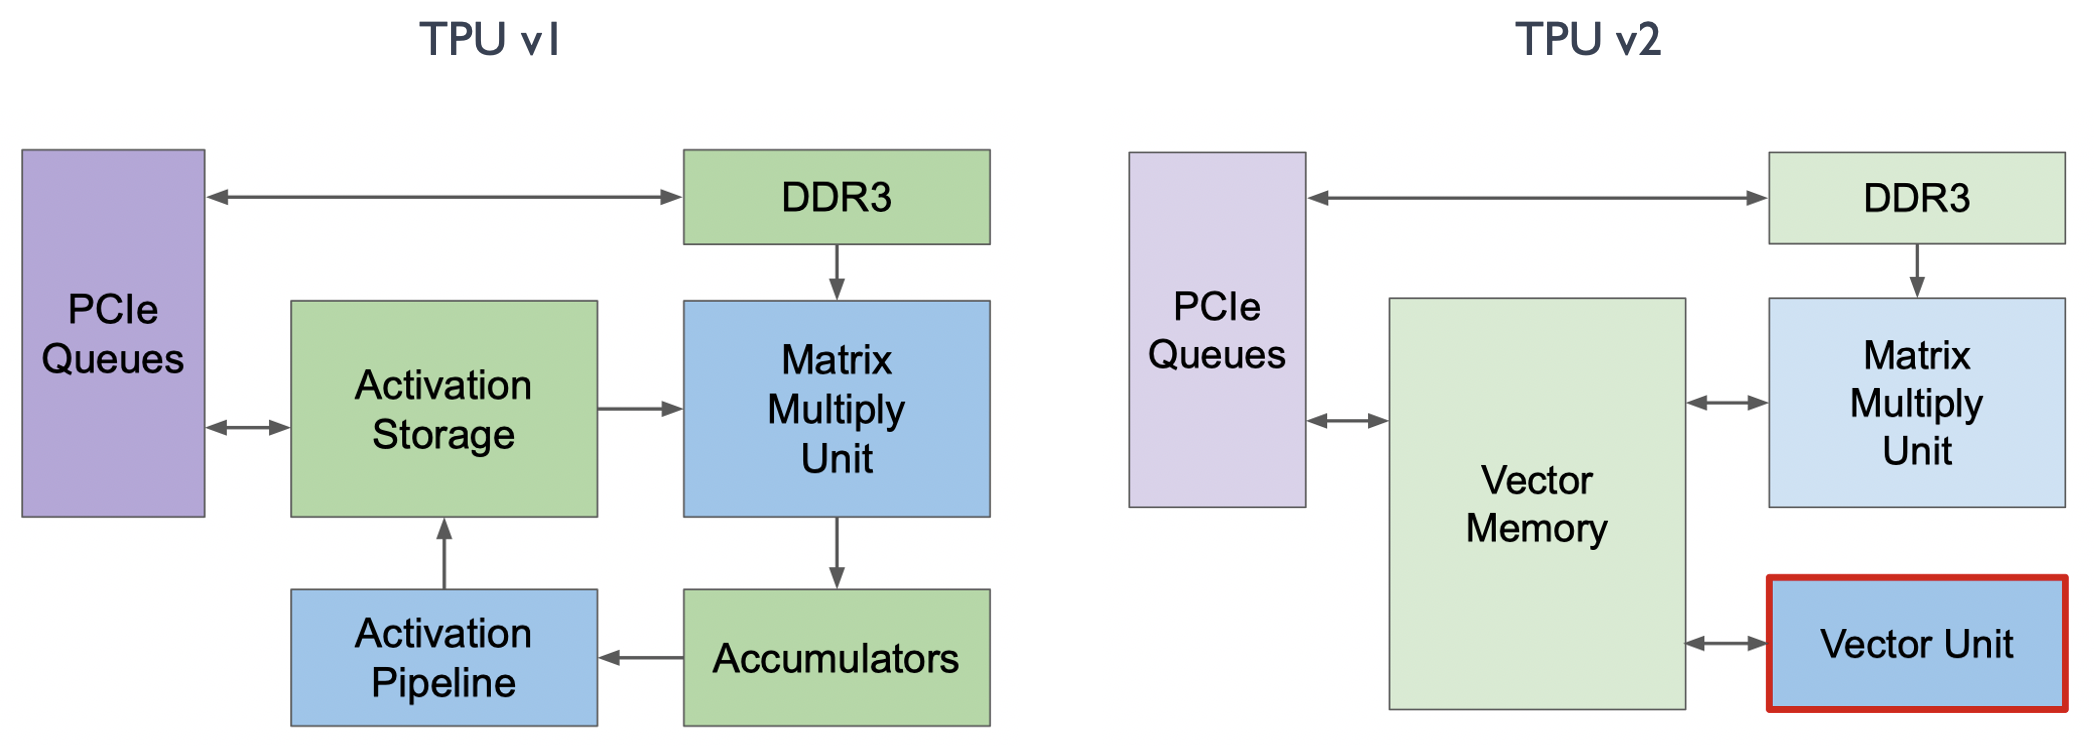 TPU v1
DDR3
PCIe
Queues
Activation
Storage
Matrix
Multiply
Unit
Activation
Pipeline
Accumulators
TPU v2
DDR3
PCIe
Queues
Vector
Memory
Matrix
Multiply
Unit
Vector Unit